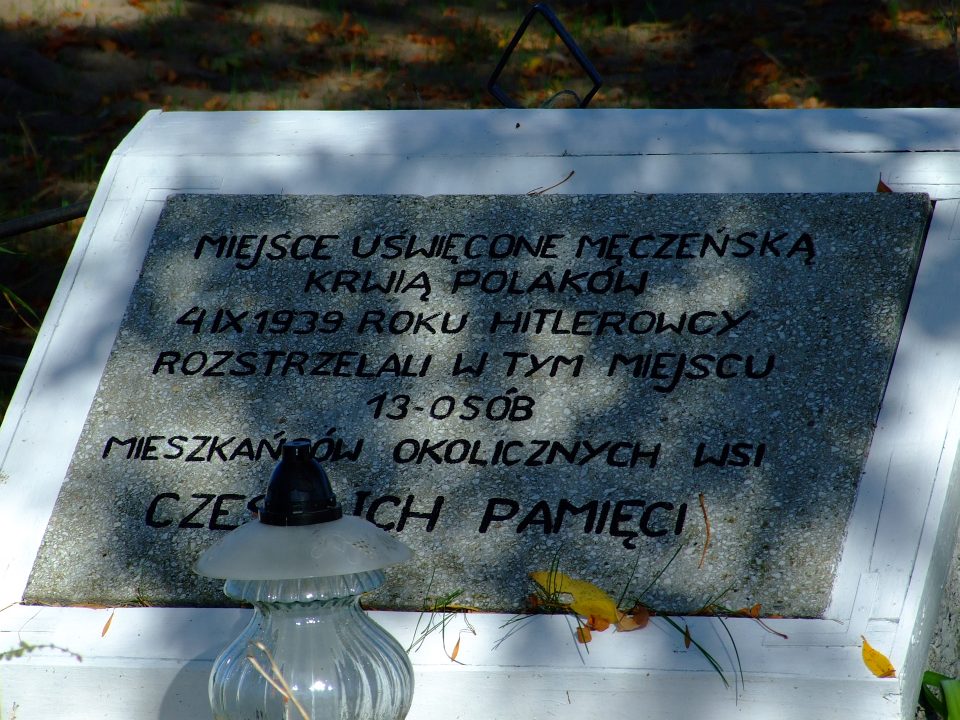 MIEJŚCE UŚWIĘCONE MĘCZEŃSKĄ
KRWIĄ POLAKÓW
4 IX 1939 ROKU HITLEROWCY
ROZSTRZELALI W TYM MIEJSCU
13-OSÓB
MIESZKAŃCÓW OKOLICZNYCH WSI
ICH PAMIĘCI